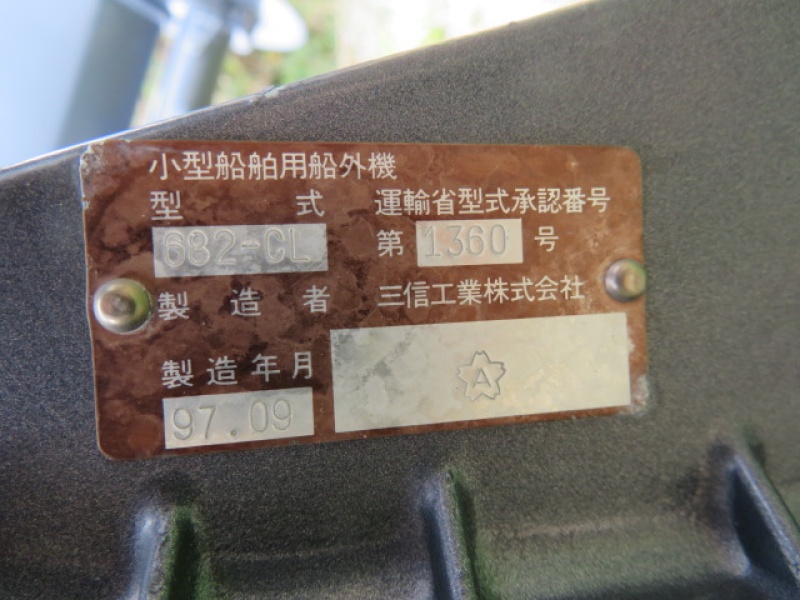 小型船舶用船外機
型式 運輸省型式承認番号
682-CL 第 1360 号
製造者 三信工業株式会社
製造年月
A
97.09